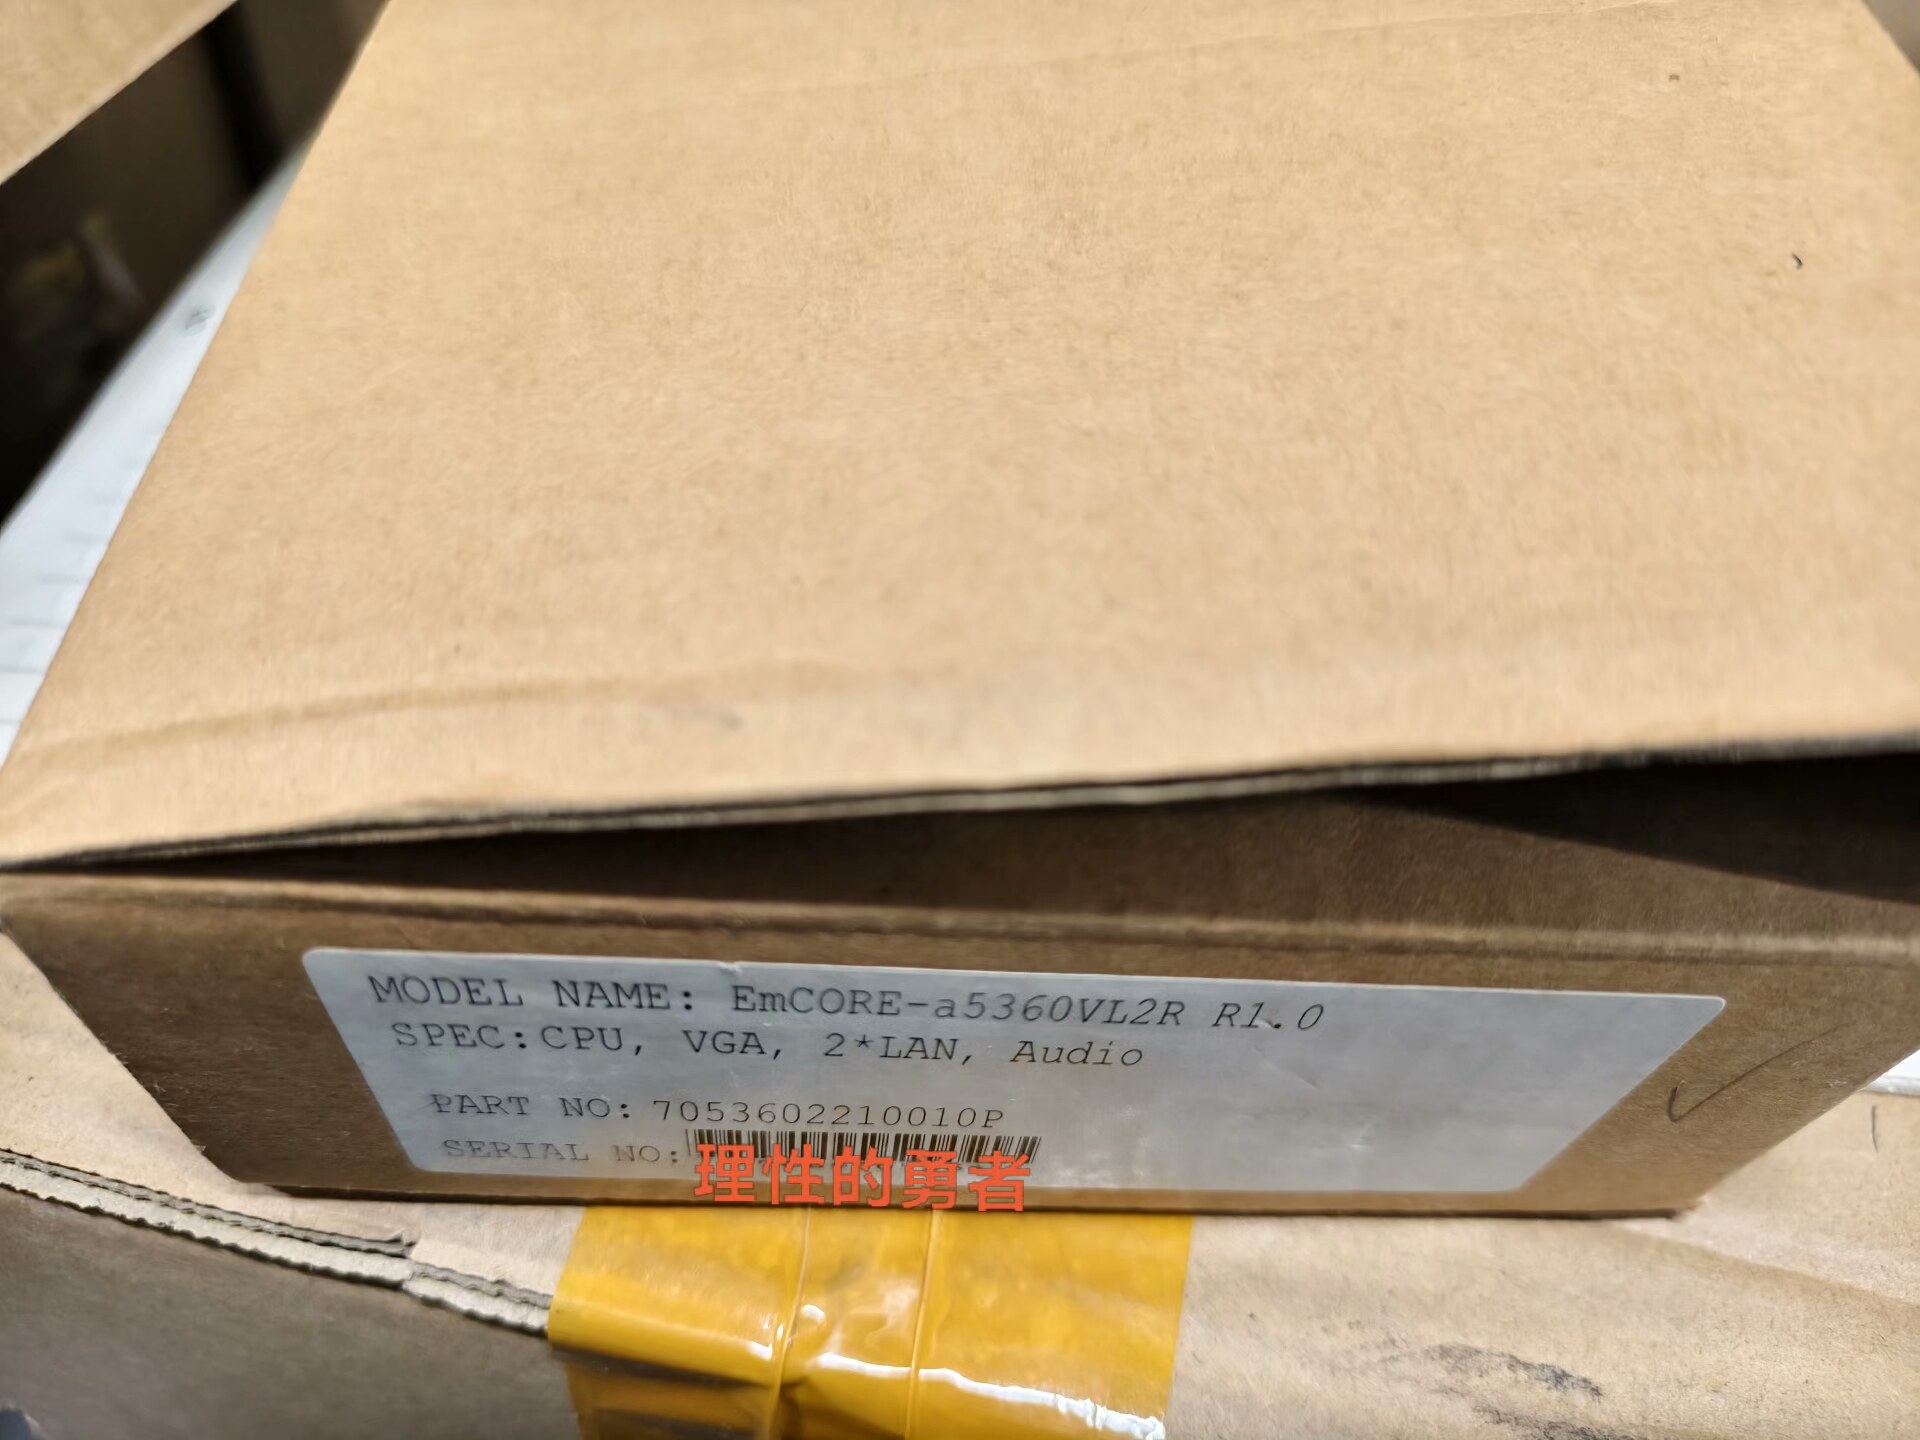 MODEL NAME: EmCORE-a5360VL2R R1.0
SPEC:CPU, VGA, 2*LAN, Audio
PART NO: 7053602210010P
SERIAL NO:
理性的勇者